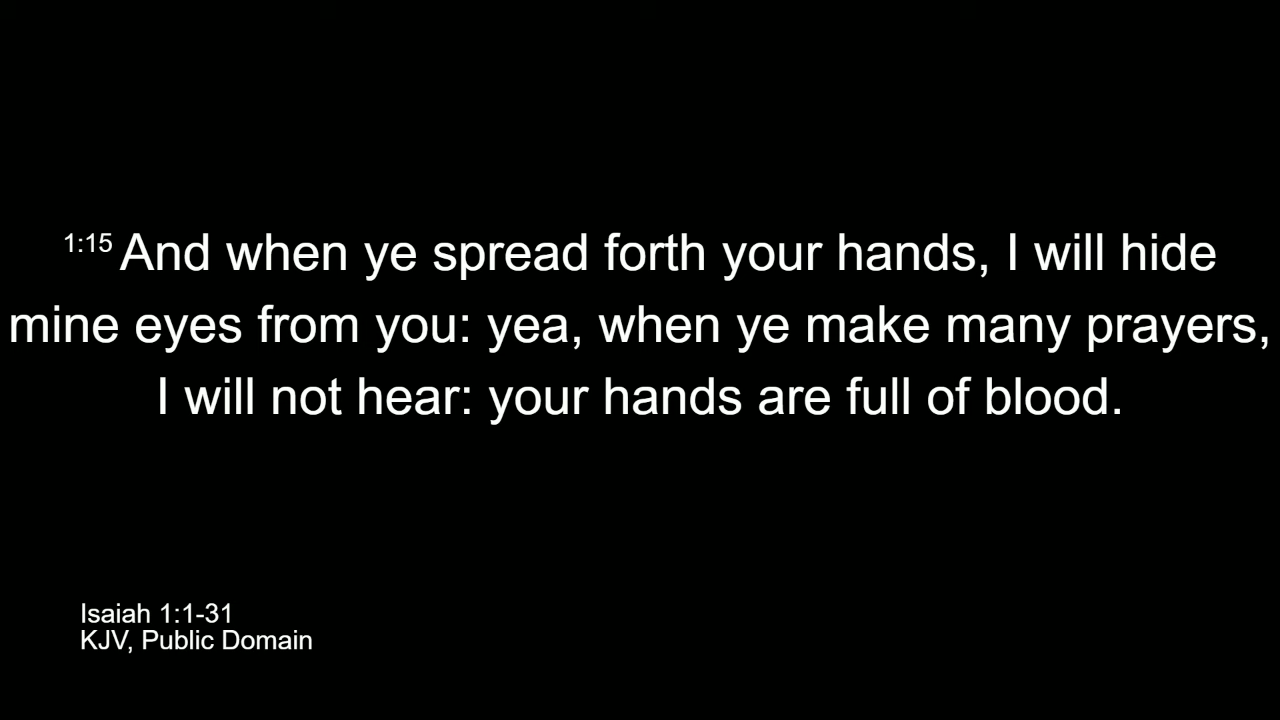 1:15 And when ye spread forth your hands, I will hide
mine eyes from you: yea, when ye make many prayers,
I will not hear: your hands are full of blood.
Isaiah 1:1-31
KJV, Public Domain